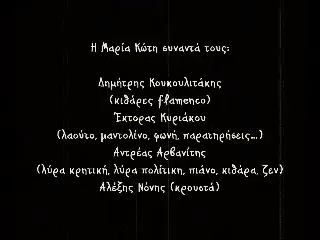 Η Μαρία Κώτη συναντά τους:
Δημήτρης Κουκουλιτάκης
(κιθάρες flamenco)
Έκτορας Κυριάκου
(λαούτο, μαντολίνο, φωνή, παρατηρήσεις...)
Αντρέας Αρβανίτης
(λύρα κρητική, λύρα πολίτικη, πιάνο, κιθάρα, ζεν)
Αλέξης Νόνης (κρουστά)